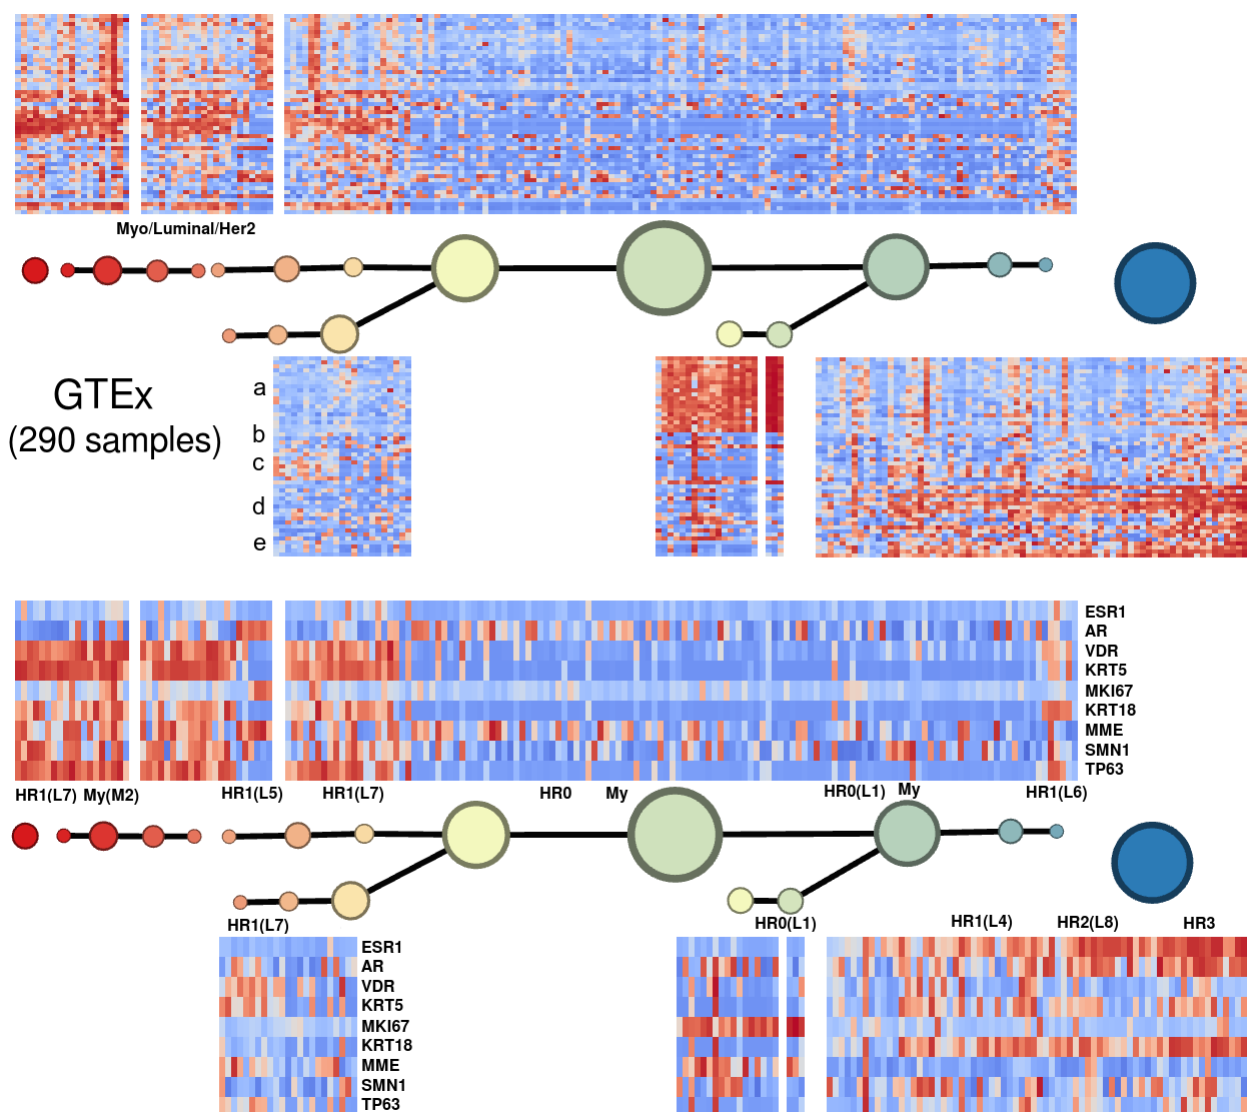 Myo/Luminal/Her2
GTEx
(290 samples)
a
b
c
d
e
ESR1
AR
VDR
KRT5
MKI67
KRT18
MME
SMN1
TP63
HR1(L7) My(M2) HR1(L5) HR1(L7) HR0 My HR0(L1) My HR1(L6)
HR1(L7) HR0(L1) HR1(L4) HR2(L8) HR3
ESR1
AR
VDR
KRT5
MKI67
KRT18
MME
SMN1
TP63